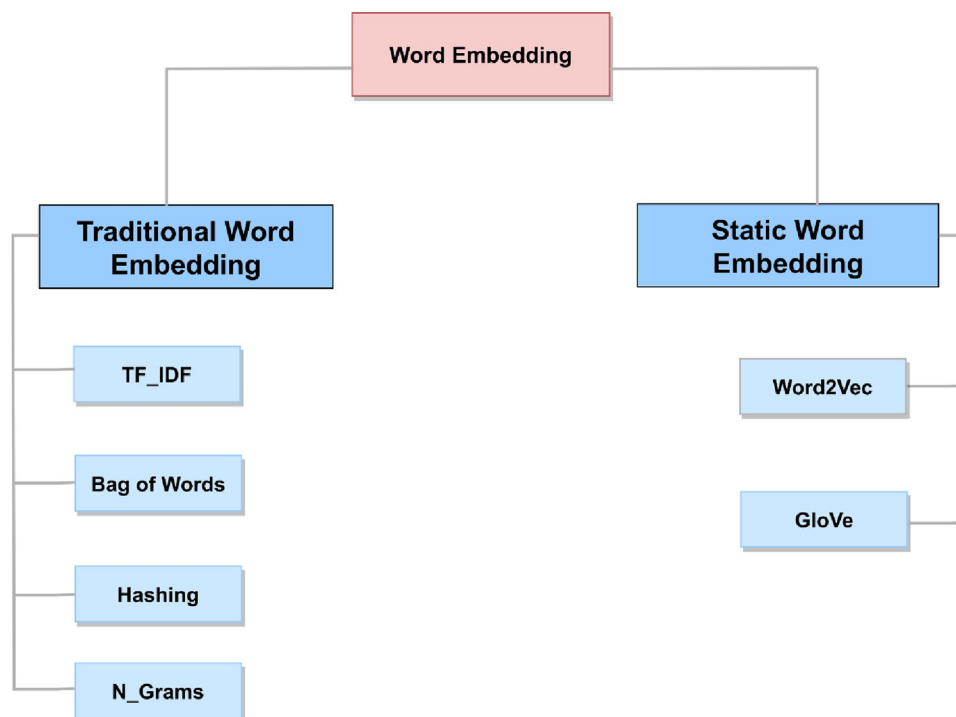 Word Embedding
Traditional Word
Embedding
Static Word
Embedding
TF_IDF
Bag of Words
Hashing
N_Grams
Word2Vec
GloVe